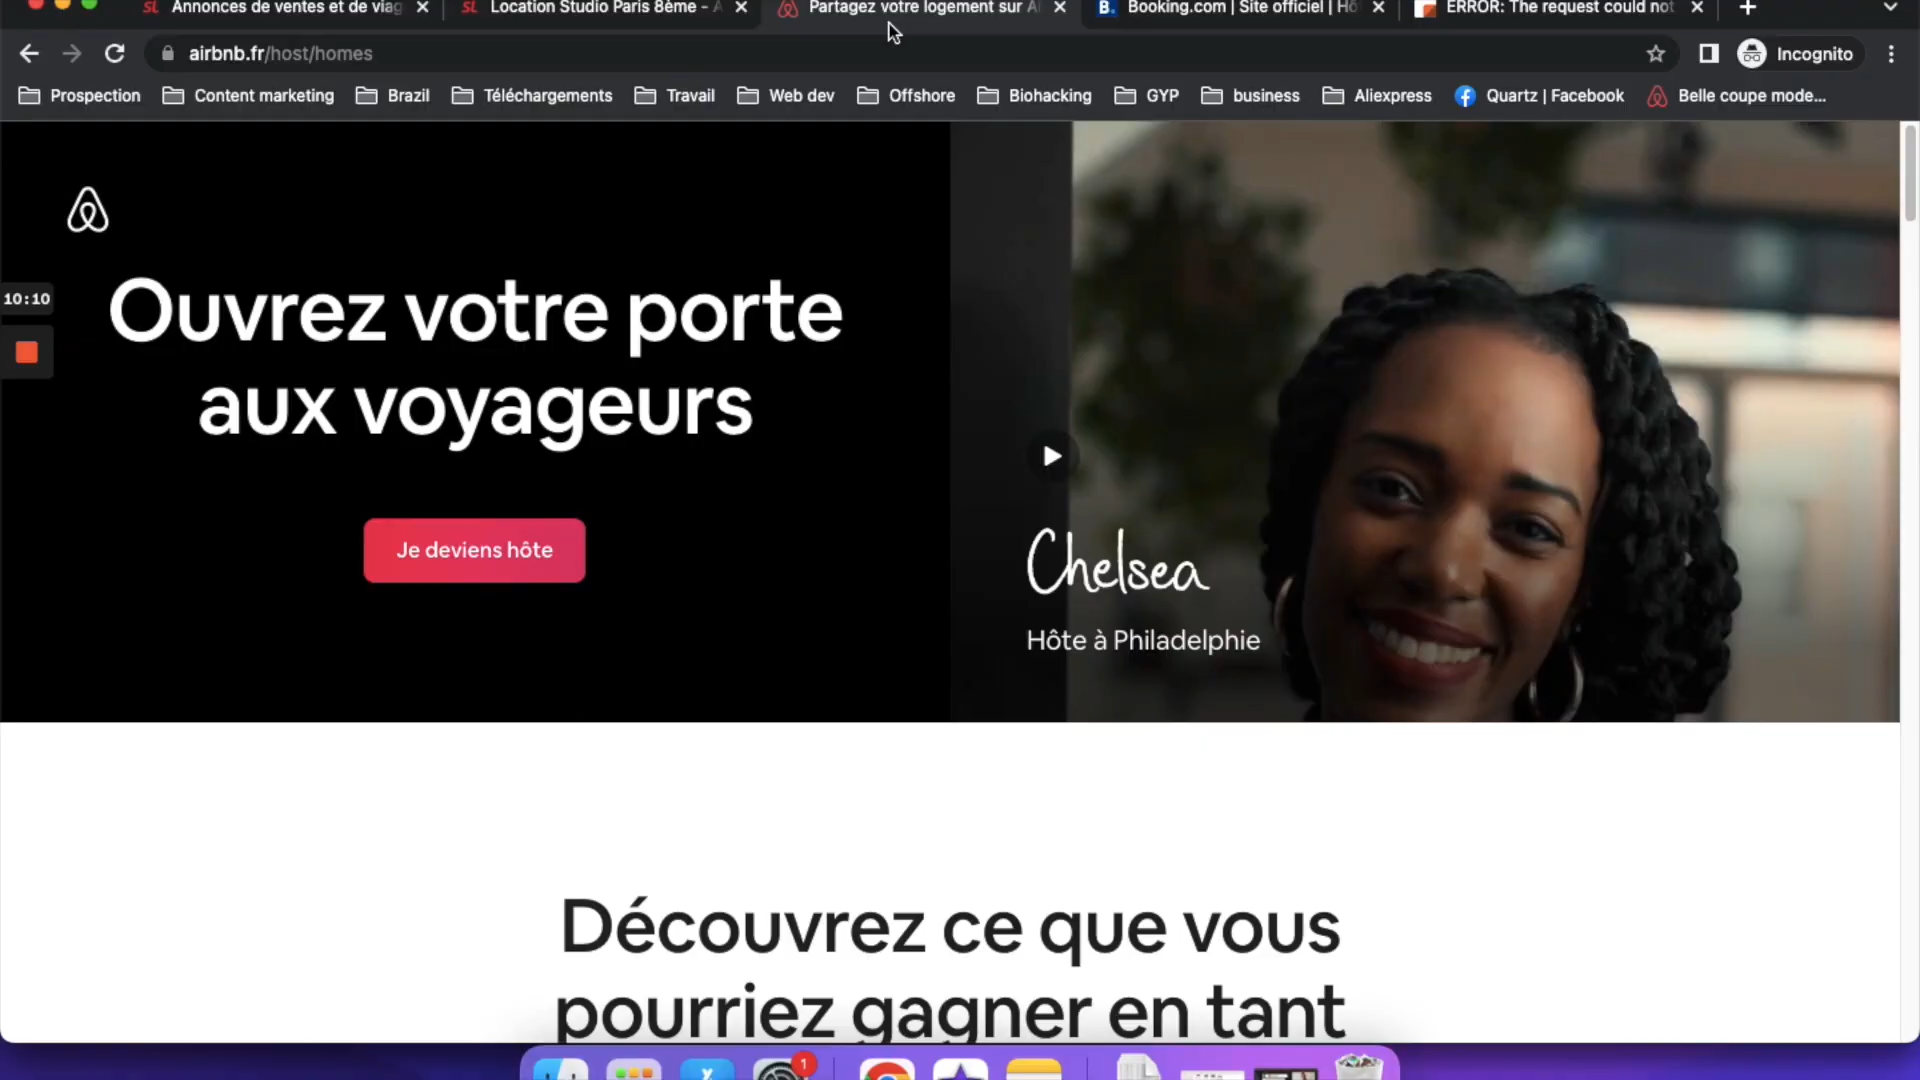 Annonces de ventes et de viag
Location Studio Paris 8ème - A
Partagez votre logement sur Ai
Booking.com | Site officiel | Hô
ERROR: The request could not
airbnb.fr/host/homes
Incognito
Prospection
Content marketing
Brazil
Téléchargements
Travail
Web dev
Offshore
Biohacking
GYP
business
Aliexpress
Quartz | Facebook
Belle coupe mode...
10:10
Ouvrez votre porte
aux voyageurs
Je deviens hôte
Chelsea
Hôte à Philadelphie
Découvrez ce que vous
pourriez gagner en tant
1